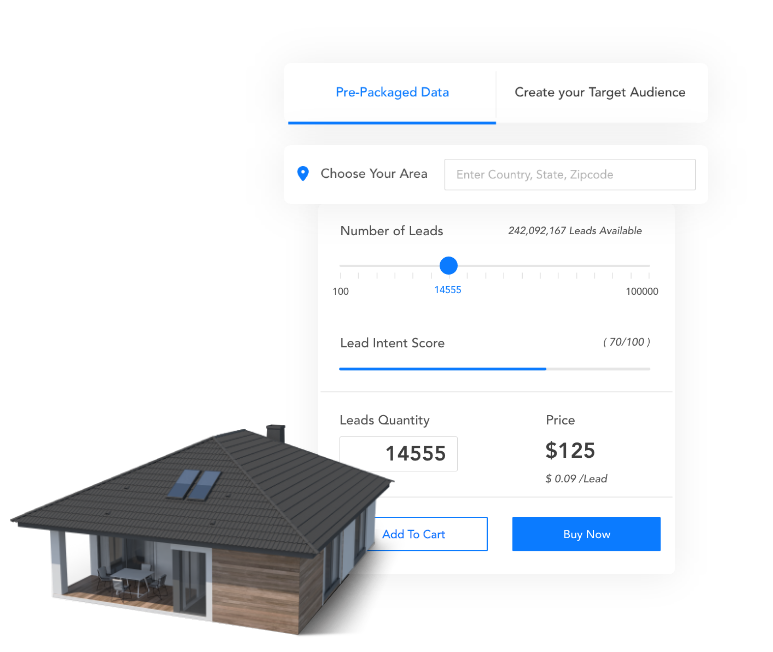 Pre-Packaged Data
Create your Target Audience
Choose Your Area
Enter Country, State, Zipcode
Number of Leads
242,092,167 Leads Available
100
14555
100000
Lead Intent Score
( 70/100 )
Leads Quantity
Price
14555
$125
$ 0.09 /Lead
Add To Cart
Buy Now